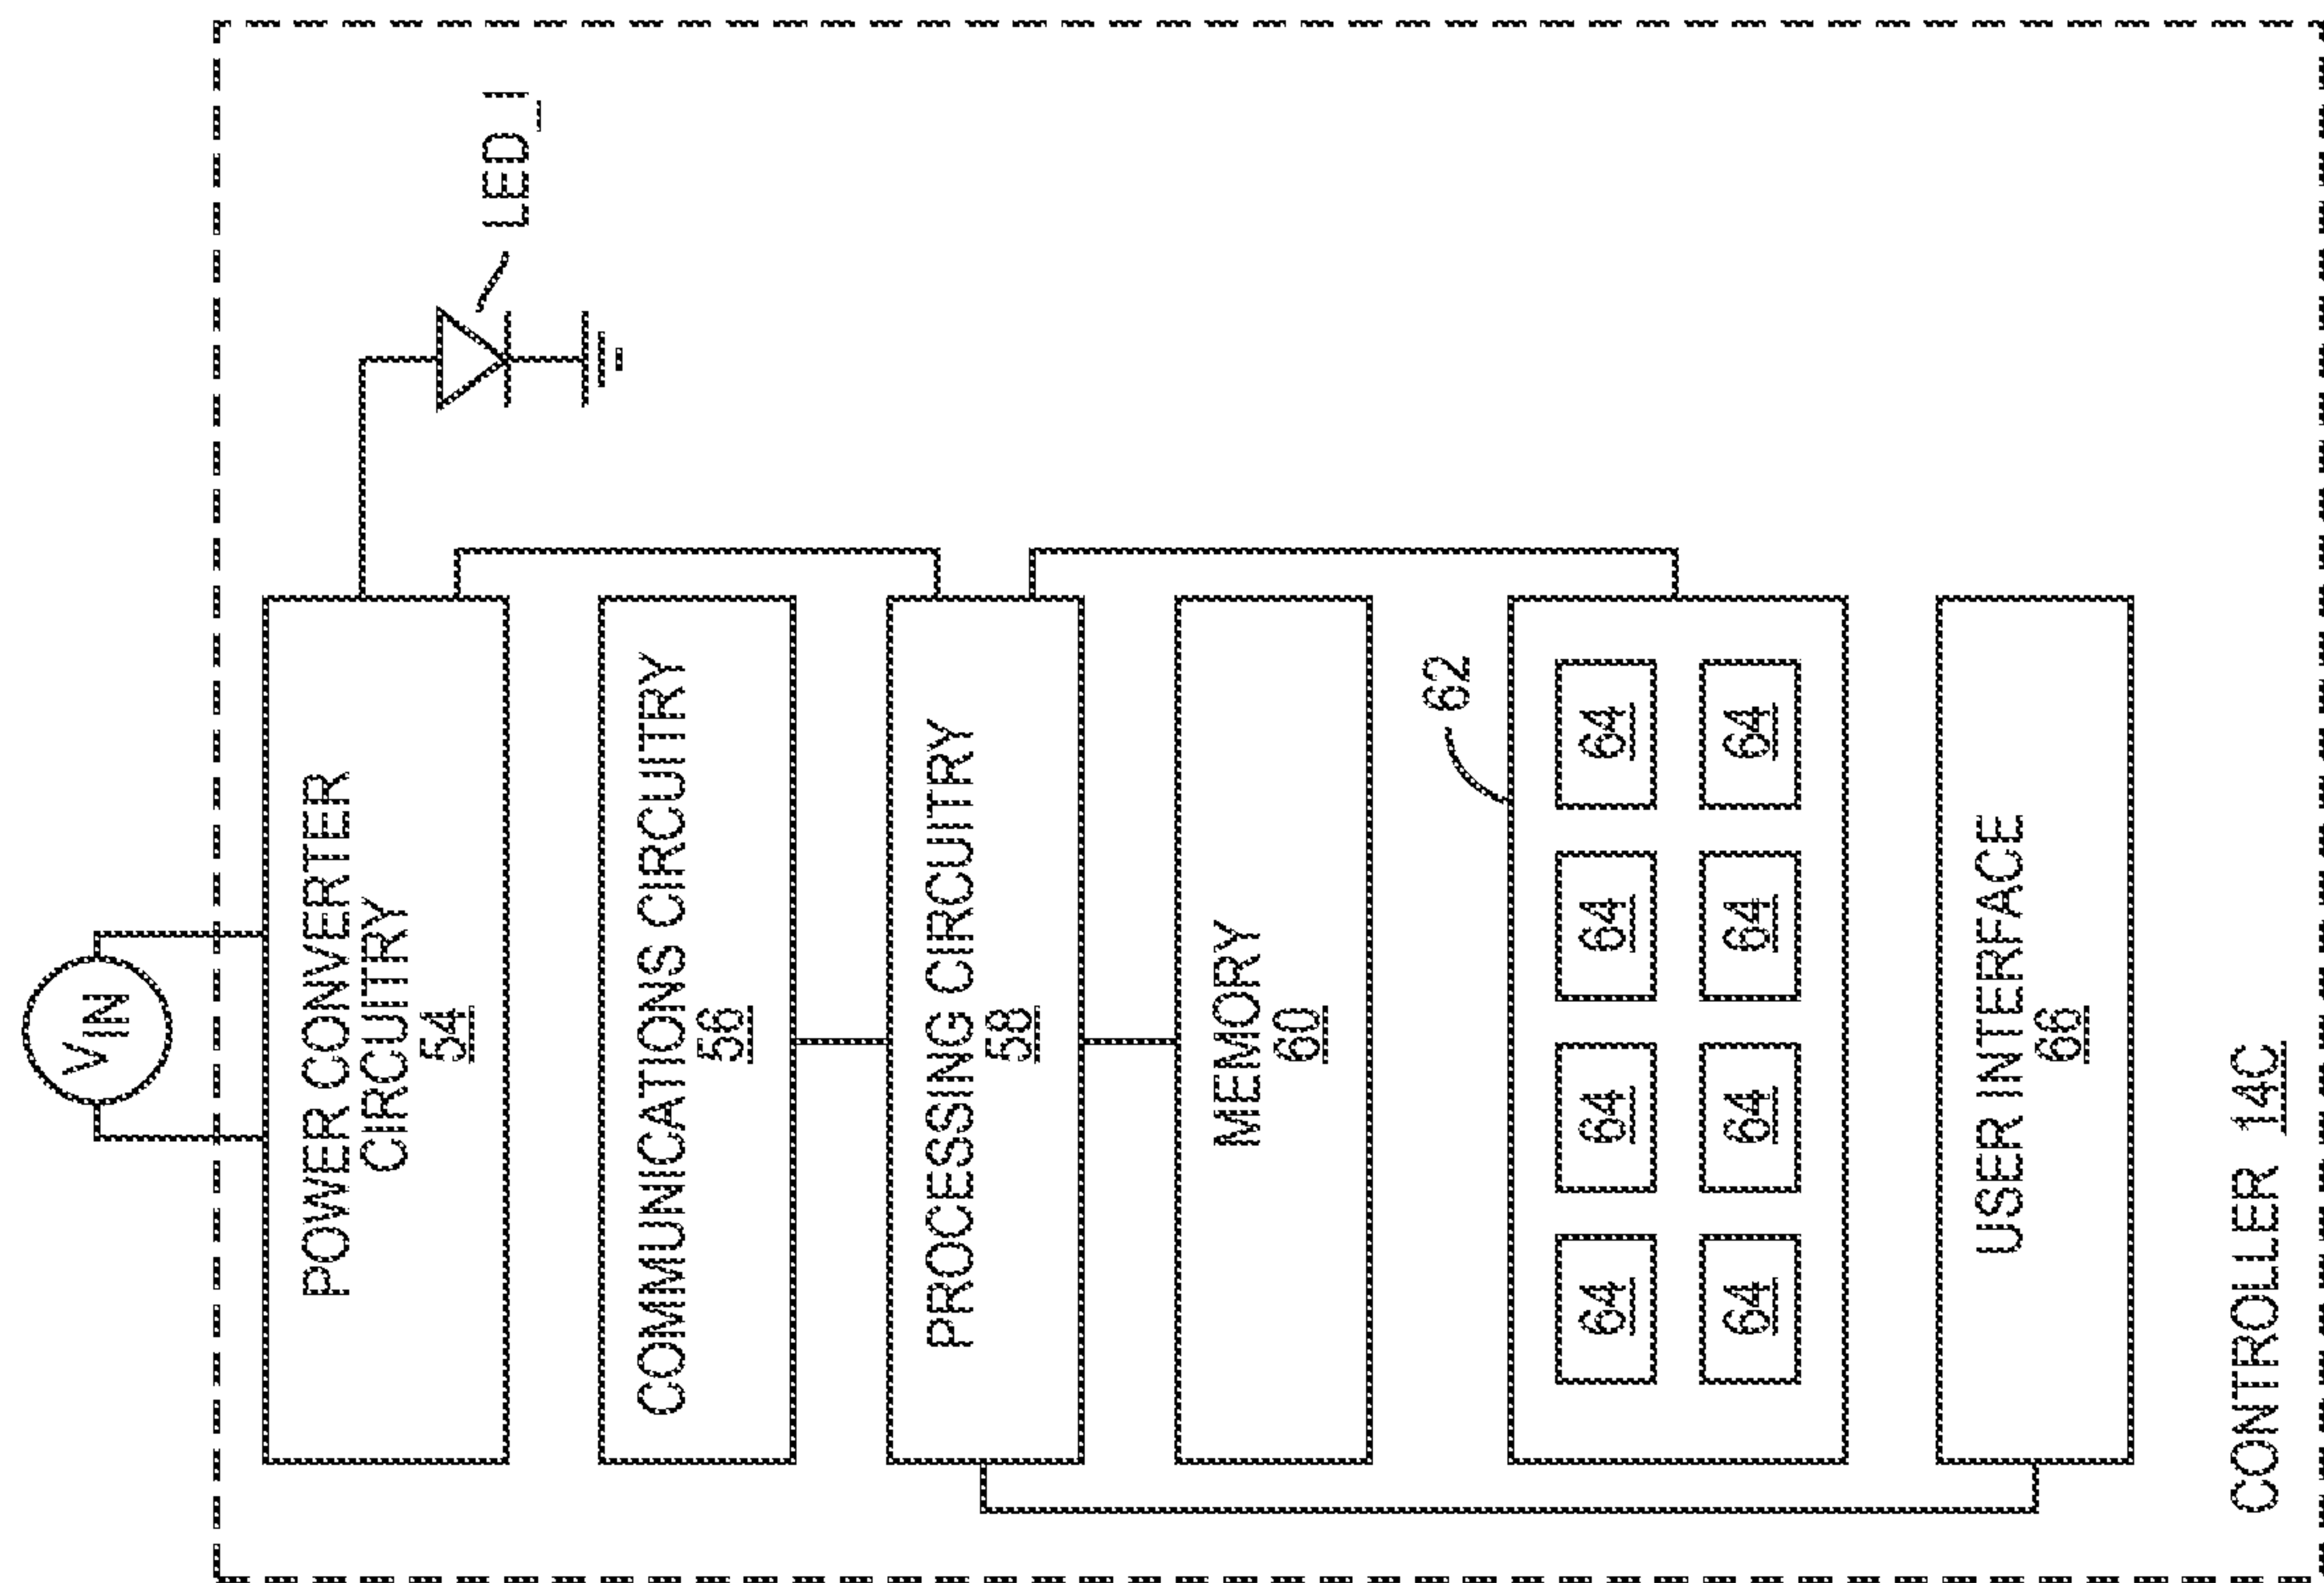 VIN
POWER CONVERTER
CIRCUITRY
54
LED_I
COMMUNICATIONS CIRCUITRY
56
PROCESSING CIRCUITRY
58
MEMORY
60
62
64 64 64 64
64 64 64 64
USER INTERFACE
66
CONTROLLER 14C